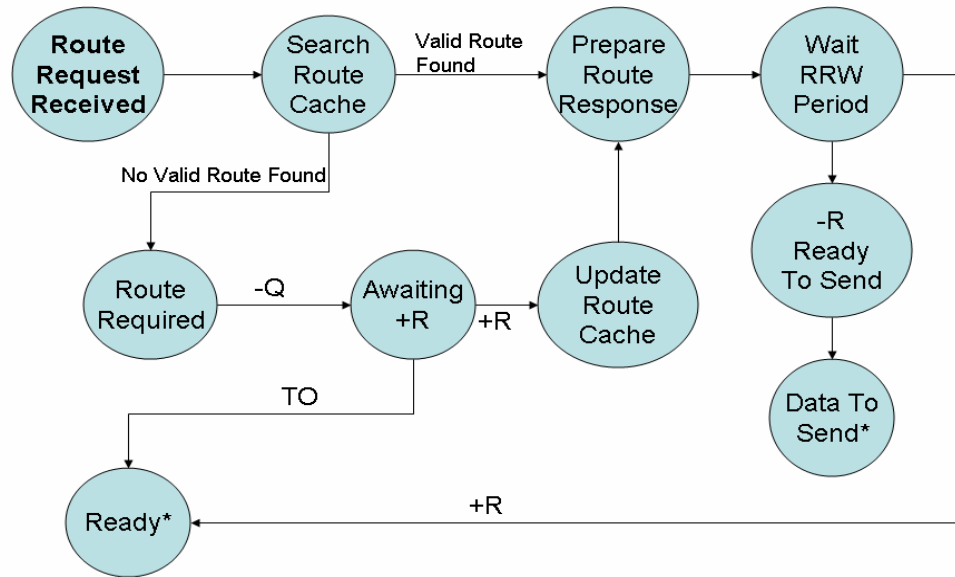 Route
Request
Received
Search
Route
Cache
Valid Route
Found
Prepare
Route
Response
Wait
RRW
Period
No Valid Route Found
-R
Ready
To Send
Route
Required
-Q
Awaiting
+R
+R
Update
Route
Cache
TO
Data To
Send*
Ready*
+R